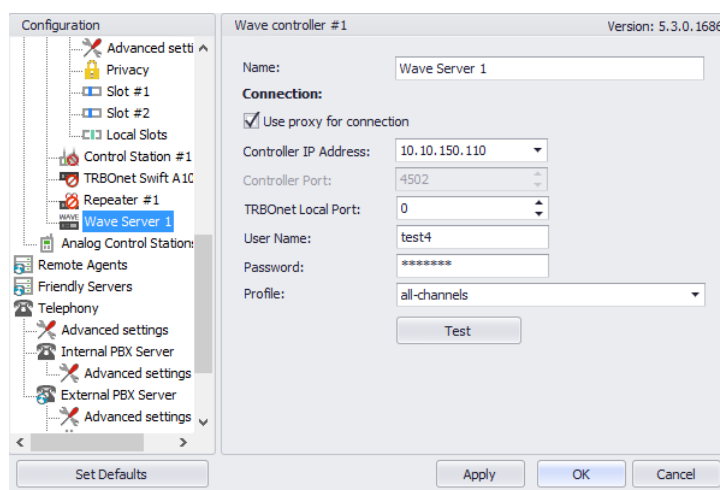 Configuration
Advanced setti
Privacy
Slot #1
Slot #2
Local Slots
Control Station #1
TRBOnet Swift A10
Repeater #1
WAVE
Wave Server 1
Analog Control Station
Remote Agents
Friendly Servers
Telephony
Advanced settings
Internal PBX Server
Advanced settings
External PBX Server
Advanced settings
Set Defaults
Wave controller #1 Version: 5.3.0.1686
Name: Wave Server 1
Connection:
Use proxy for connection
Controller IP Address: 10.10.150.110
Controller Port: 4502
TRBOnet Local Port: 0
User Name: test4
Password: *******
Profile: all-channels
Test
Apply OK Cancel